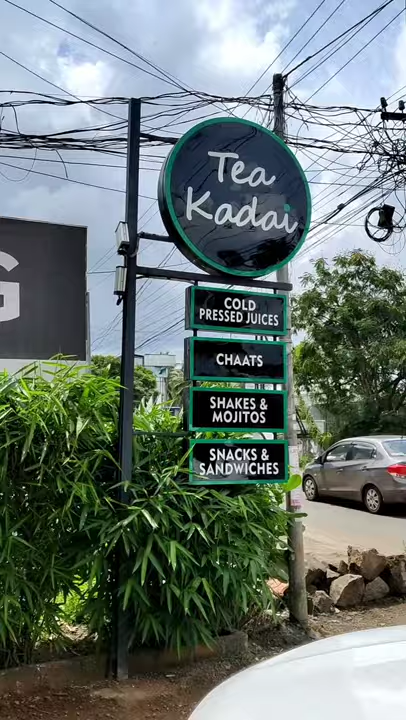 Tea
Kadai
COLD
PRESSED JUICES
CHAATS
SHAKES &
MOJITOS
SNACKS &
SANDWICHES
G